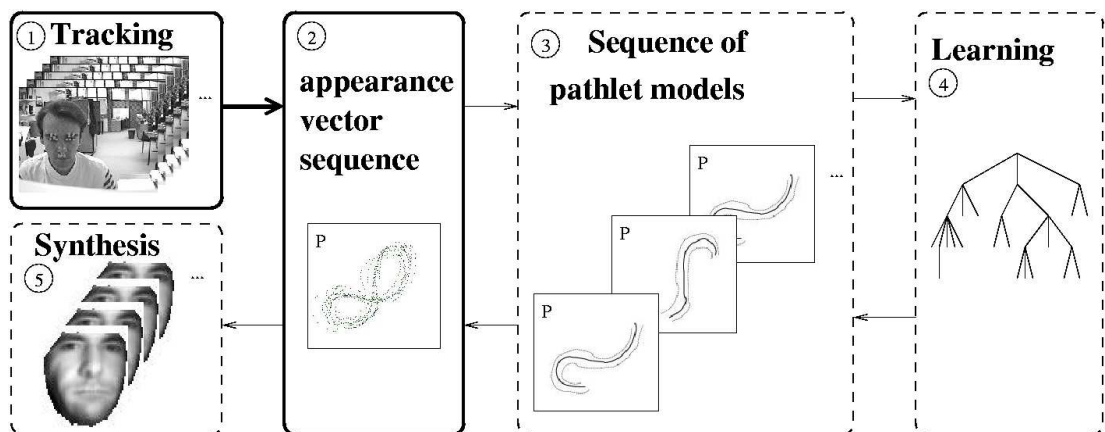 1 Tracking
...
2
appearance
vector
sequence
P
3 Sequence of
pathlet models
P
...
P
P
Learning
4
Synthesis
5
...